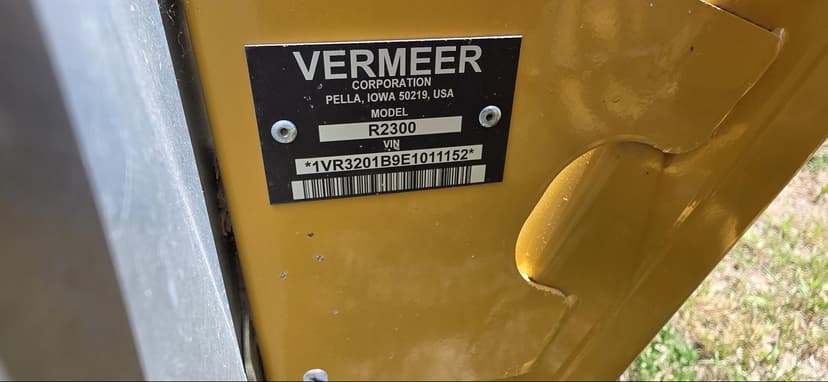 VERMEER
CORPORATION
PELLA, IOWA 50219, USA
MODEL
R2300
VIN
*1VR3201B9E1011152*